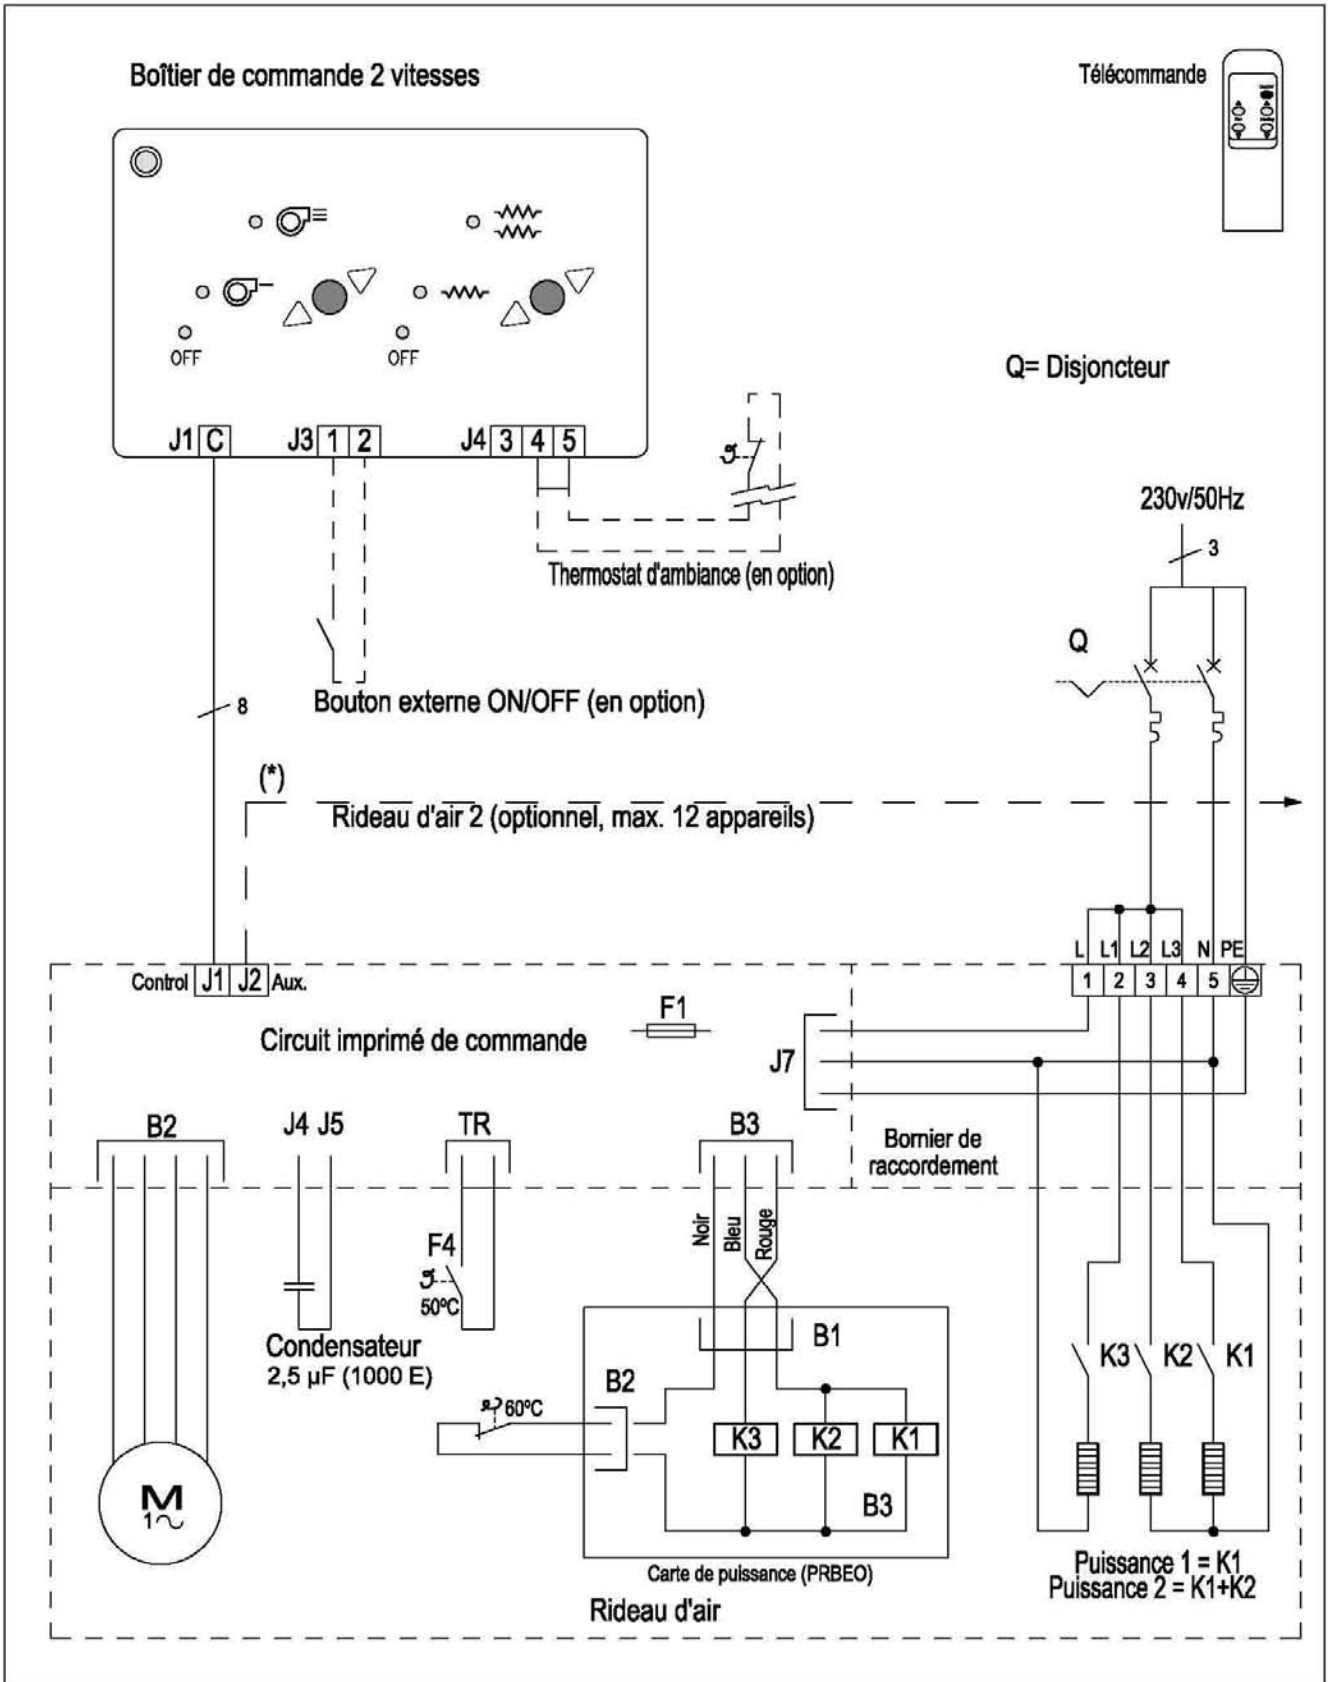 Boîtier de commande 2 vitesses
Télécommande
OFF
OFF
Q= Disjoncteur
J1 C
J3 1 2
J4 3 4 5
230v/50Hz
3
Thermostat d'ambiance (en option)
Q
Bouton externe ON/OFF (en option)
8
(*)
Rideau d'air 2 (optionnel, max. 12 appareils)
L L1 L2 L3 N PE
Control J1 J2 Aux.
1 2 3 4 5
F1
Circuit imprimé de commande
J7
B2
J4 J5
TR
B3
Bornier de
raccordement
Noir
Bleu
Rouge
F4
50ºC
Condensateur
2,5 µF (1000 E)
B1
K3 K2 K1
B2
60ºC
K3 K2 K1
B3
M
1
Carte de puissance (PRBEO)
Puissance 1 = K1
Puissance 2 = K1+K2
Rideau d'air